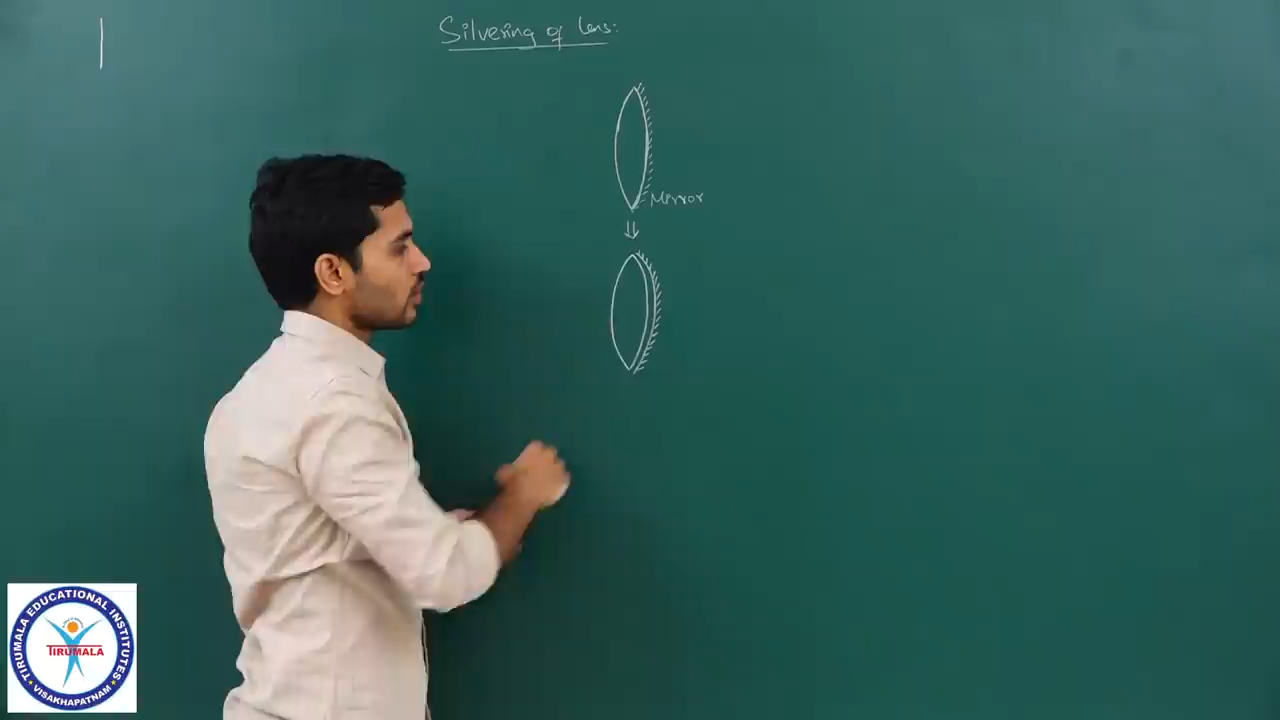 Silvering of lens:
Mirror
TIRUMALA EDUCATIONAL INSTITUTES
TIRUMALA
VISAKHAPATNAM